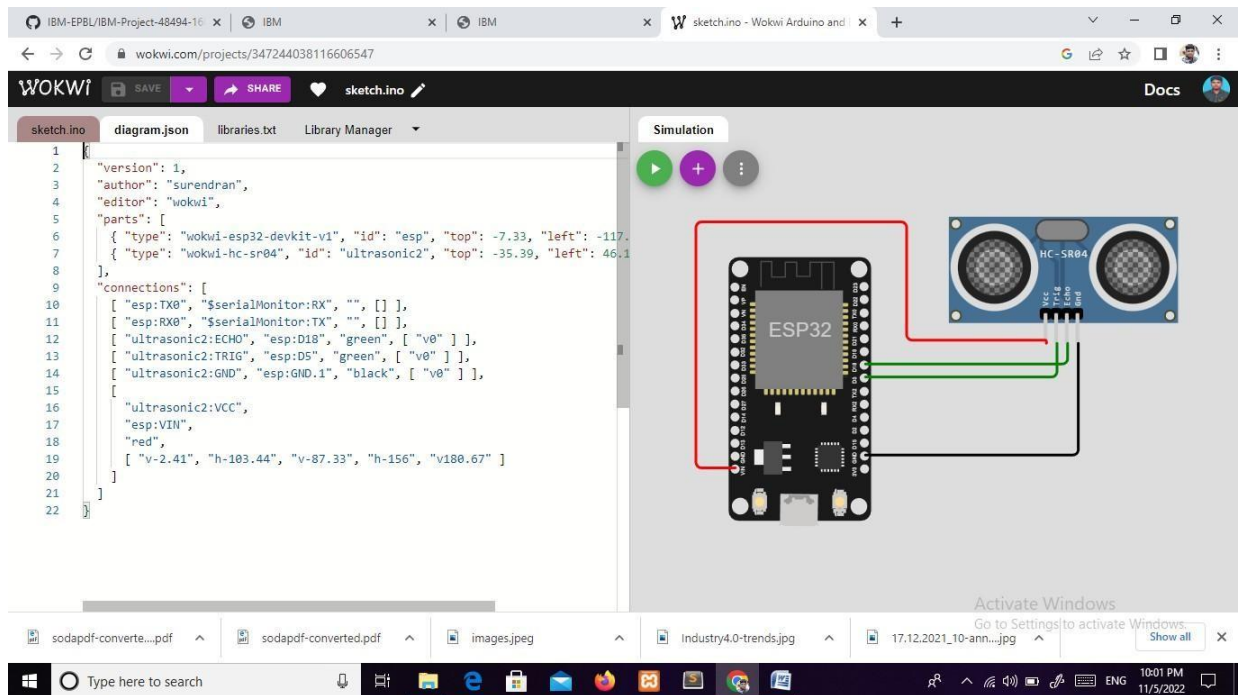 IBM-EPBL/IBM-Project-48494-16
IBM
IBM
sketch.ino - Wokwi Arduino and
wokwi.com/projects/347244038116606547
WOKWI
SAVE
SHARE
sketch.ino
Docs
sketch.ino
diagram.json
libraries.txt
Library Manager
Simulation
1 {
2 "version": 1,
3 "author": "surendran",
4 "editor": "wokwi",
5 "parts": [
6 { "type": "wokwi-esp32-devkit-v1", "id": "esp", "top": -7.33, "left": -117.
7 { "type": "wokwi-hc-sr04", "id": "ultrasonic2", "top": -35.39, "left": 46.1
8 ],
9 "connections": [
10 [ "esp:TX0", "$serialMonitor:RX", "", [] ],
11 [ "esp:RX0", "$serialMonitor:TX", "", [] ],
12 [ "ultrasonic2:ECHO", "esp:D18", "green", [ "v0" ] ],
13 [ "ultrasonic2:TRIG", "esp:D5", "green", [ "v0" ] ],
14 [ "ultrasonic2:GND", "esp:GND.1", "black", [ "v0" ] ],
15 [
16 "ultrasonic2:VCC",
17 "esp:VIN",
18 "red",
19 [ "v-2.41", "h-103.44", "v-87.33", "h-156", "v180.67" ]
20 ]
21 ]
22 }
HC-SR04
Vcc
Trig
Echo
Gnd
ESP32
Activate Windows
Go to Settings to activate Windows.
sodapdf-converte....pdf
sodapdf-converted.pdf
images.jpeg
Industry4.0-trends.jpg
17.12.2021_10-ann....jpg
Show all
Type here to search
ENG
10:01 PM
11/5/2022